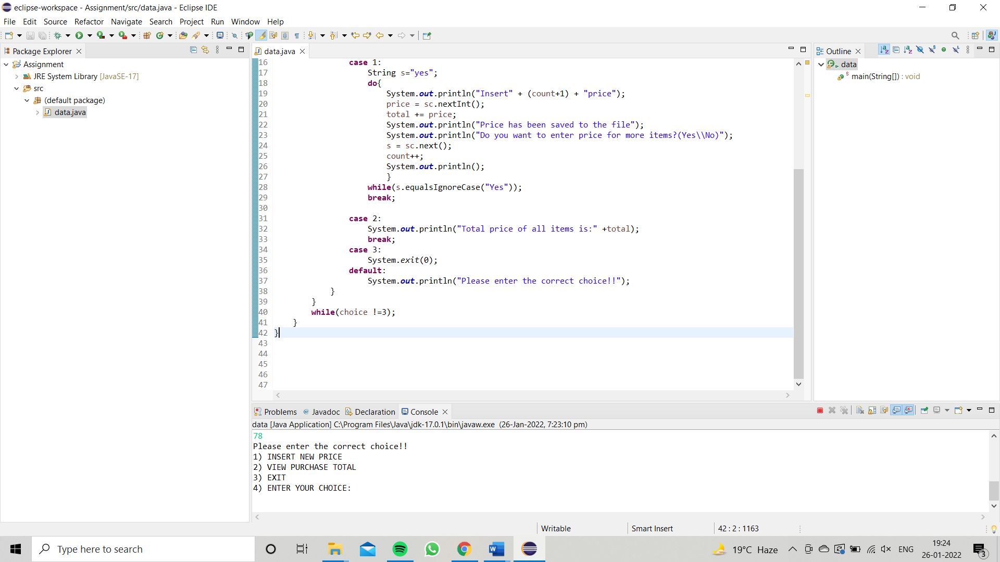 eclipse-workspace - Assignment/src/data.java - Eclipse IDE
File Edit Source Refactor Navigate Search Project Run Window Help
Package Explorer
Assignment
JRE System Library [JavaSE-17]
src
(default package)
data.java
data.java
16 case 1:
17 String s="yes";
18 do{
19 System.out.println("Insert" + (count+1) + "price");
20 price = sc.nextInt();
21 total += price;
22 System.out.println("Price has been saved to the file");
23 System.out.println("Do you want to enter price for more items?(Yes\\No)");
24 s = sc.next();
25 count++;
26 System.out.println();
27 }
28 while(s.equalsIgnoreCase("Yes"));
29 break;
30
31 case 2:
32 System.out.println("Total price of all items is:" +total);
33 break;
34 case 3:
35 System.exit(0);
36 default:
37 System.out.println("Please enter the correct choice!!");
38 }
39 }
40 while(choice !=3);
41 }
42 }
43
44
45
46
47
Outline
data
main(String[]) : void
Problems @ Javadoc Declaration Console
data [Java Application] C:\Program Files\Java\jdk-17.0.1\bin\javaw.exe (26-Jan-2022, 7:23:10 pm)
78
Please enter the correct choice!!
1) INSERT NEW PRICE
2) VIEW PURCHASE TOTAL
3) EXIT
4) ENTER YOUR CHOICE:
Writable Smart Insert 42 : 2 : 1163
Type here to search
19°C Haze ENG 19:24
26-01-2022
3